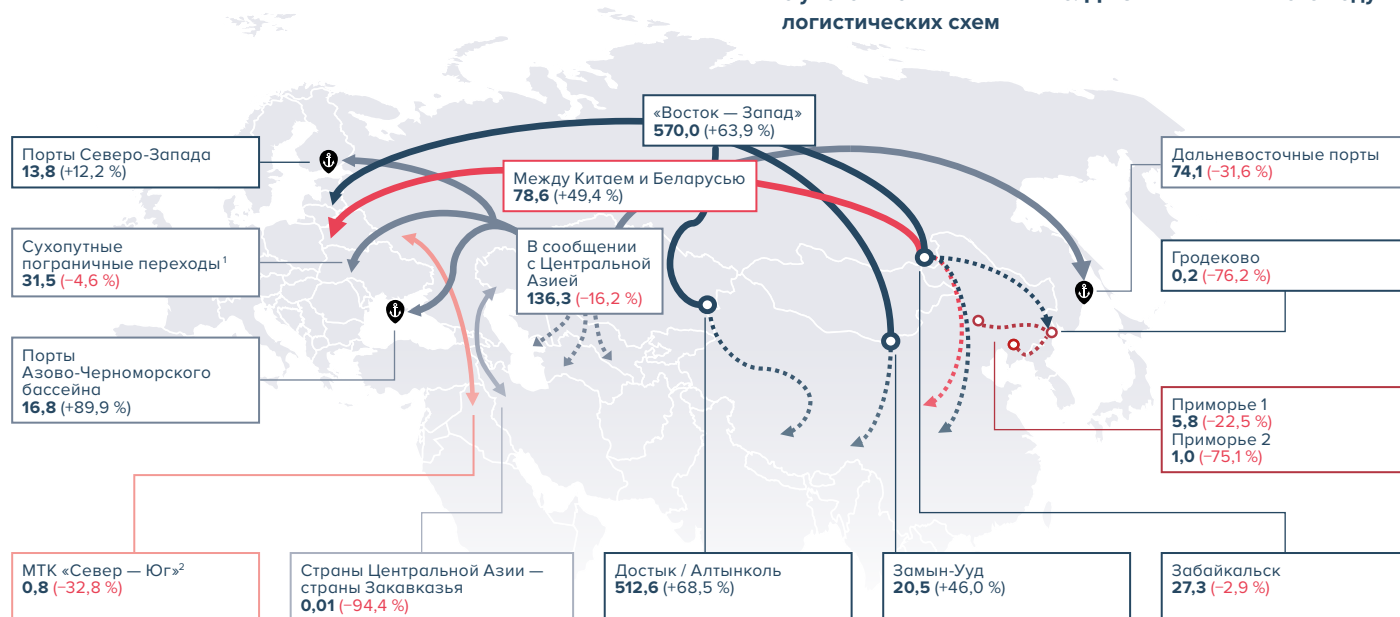 логистических схем
«Восток — Запад»
570,0 (+63,9 %)
Порты Северо-Запада
13,8 (+12,2 %)
Между Китаем и Беларусью
78,6 (+49,4 %)
Дальневосточные порты
74,1 (−31,6 %)
Сухопутные
пограничные переходы¹
31,5 (−4,6 %)
В сообщении
с Центральной
Азией
136,3 (−16,2 %)
Гродеково
0,2 (−76,2 %)
Порты
Азово-Черноморского
бассейна
16,8 (+89,9 %)
Приморье 1
5,8 (−22,5 %)
Приморье 2
1,0 (−75,1 %)
МТК «Север — Юг»²
0,8 (−32,8 %)
Страны Центральной Азии —
страны Закавказья
0,01 (−94,4 %)
Достык / Алтынколь
512,6 (+68,5 %)
Замын-Ууд
20,5 (+46,0 %)
Забайкальск
27,3 (−2,9 %)